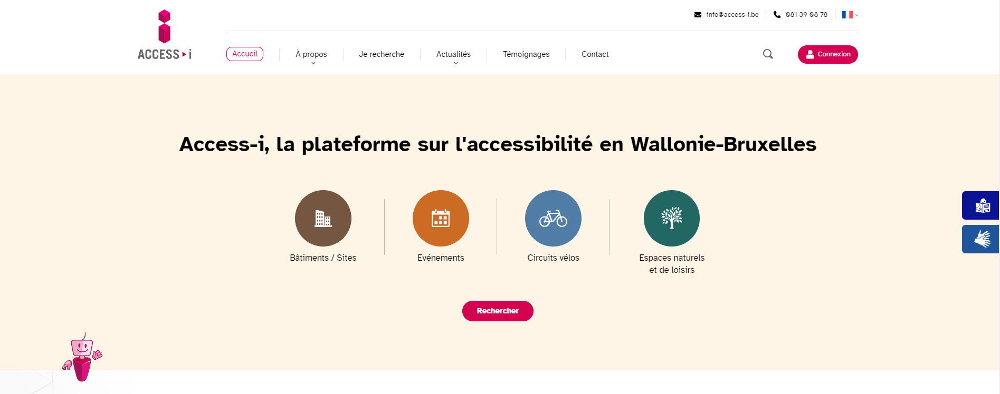 info@access-i.be
081 39 08 78
ACCESS i
Accueil
À propos
Je recherche
Actualités
Témoignages
Contact
Connexion
Access-i, la plateforme sur l'accessibilité en Wallonie-Bruxelles
Bâtiments / Sites
Evénements
Circuits vélos
Espaces naturels
et de loisirs
Rechercher